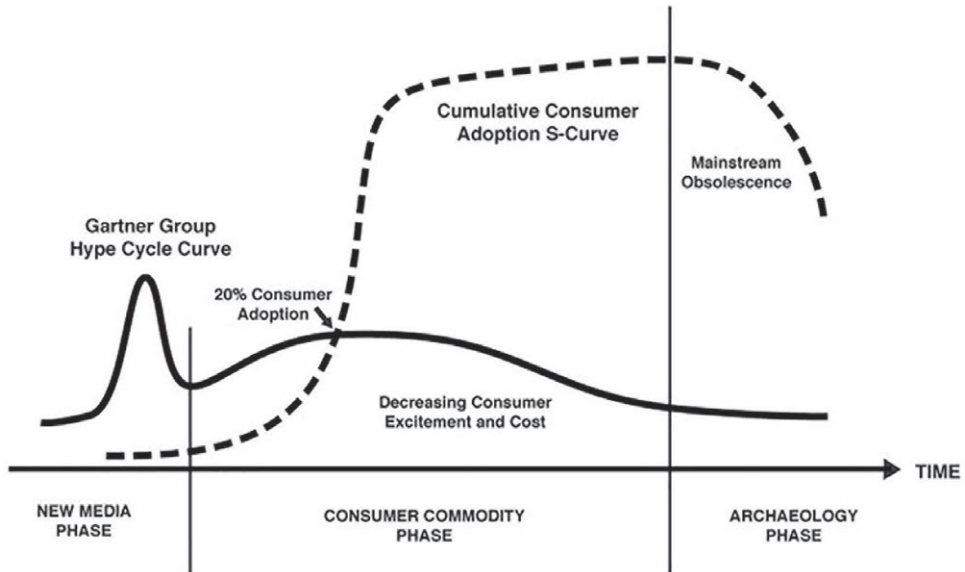 Cumulative Consumer
Adoption S-Curve
Mainstream
Obsolescence
Gartner Group
Hype Cycle Curve
20% Consumer
Adoption
Decreasing Consumer
Excitement and Cost
TIME
NEW MEDIA
PHASE
CONSUMER COMMODITY
PHASE
ARCHAEOLOGY
PHASE